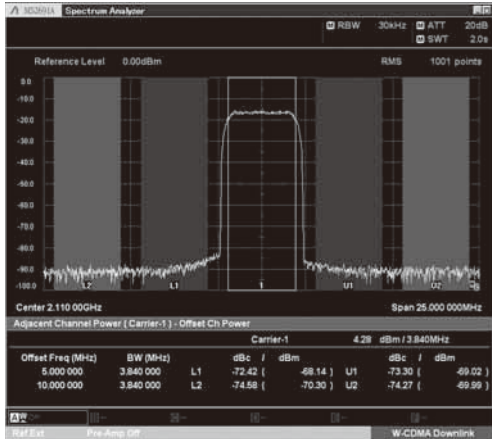 MS2691A Spectrum Analyzer
RBW 30kHz ATT 20dB
SWT 2.0s
Reference Level 0.00dBm RMS 1001 points
0.0
-10.0
-20.0
-30.0
-40.0
-50.0
-60.0
-70.0
-80.0
-90.0
-100.0
L2 L1 1 U1 U2
Center 2.110 00GHz Span 25.000 000MHz
Adjacent Channel Power ( Carrier-1 ) - Offset Ch Power
Carrier-1 4.28 dBm / 3.840MHz
Offset Freq (MHz) BW (MHz) dBc / dBm dBc / dBm
5.000 000 3.840 000 L1 -72.42 ( -68.14 ) U1 -73.30 ( -69.02 )
10.000 000 3.840 000 L2 -74.58 ( -70.30 ) U2 -74.27 ( -69.99 )
Ref.Ext Pre-Amp Off W-CDMA Downlink